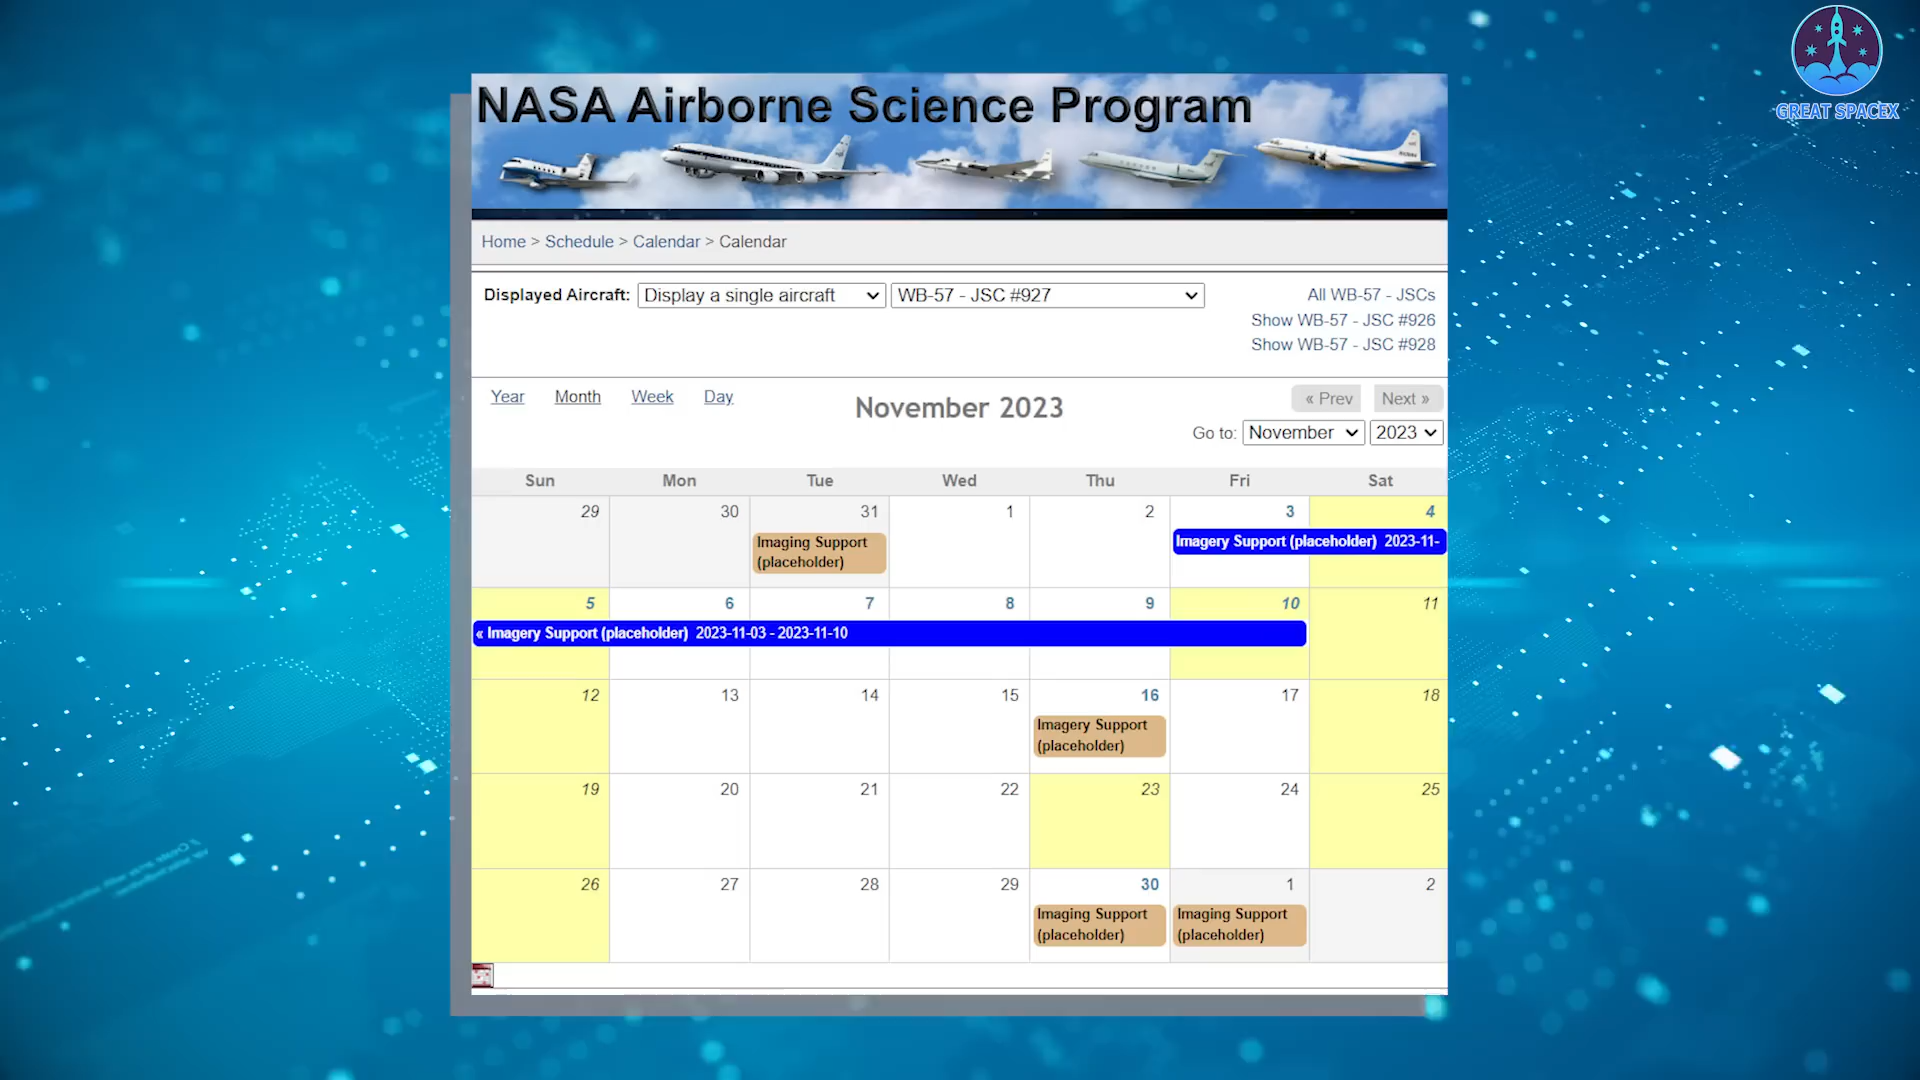 GREAT SPACEX
NASA Airborne Science Program
Home > Schedule > Calendar > Calendar
Displayed Aircraft: Display a single aircraft WB-57 - JSC #927
All WB-57 - JSCs
Show WB-57 - JSC #926
Show WB-57 - JSC #928
Year Month Week Day
November 2023
« Prev Next »
Go to: November 2023
Sun Mon Tue Wed Thu Fri Sat
29 30 31 1 2 3 4
Imaging Support
(placeholder)
Imagery Support (placeholder) 2023-11-
5 6 7 8 9 10 11
« Imagery Support (placeholder) 2023-11-03 - 2023-11-10
12 13 14 15 16 17 18
Imagery Support
(placeholder)
19 20 21 22 23 24 25
26 27 28 29 30 1 2
Imaging Support
(placeholder)
Imaging Support
(placeholder)